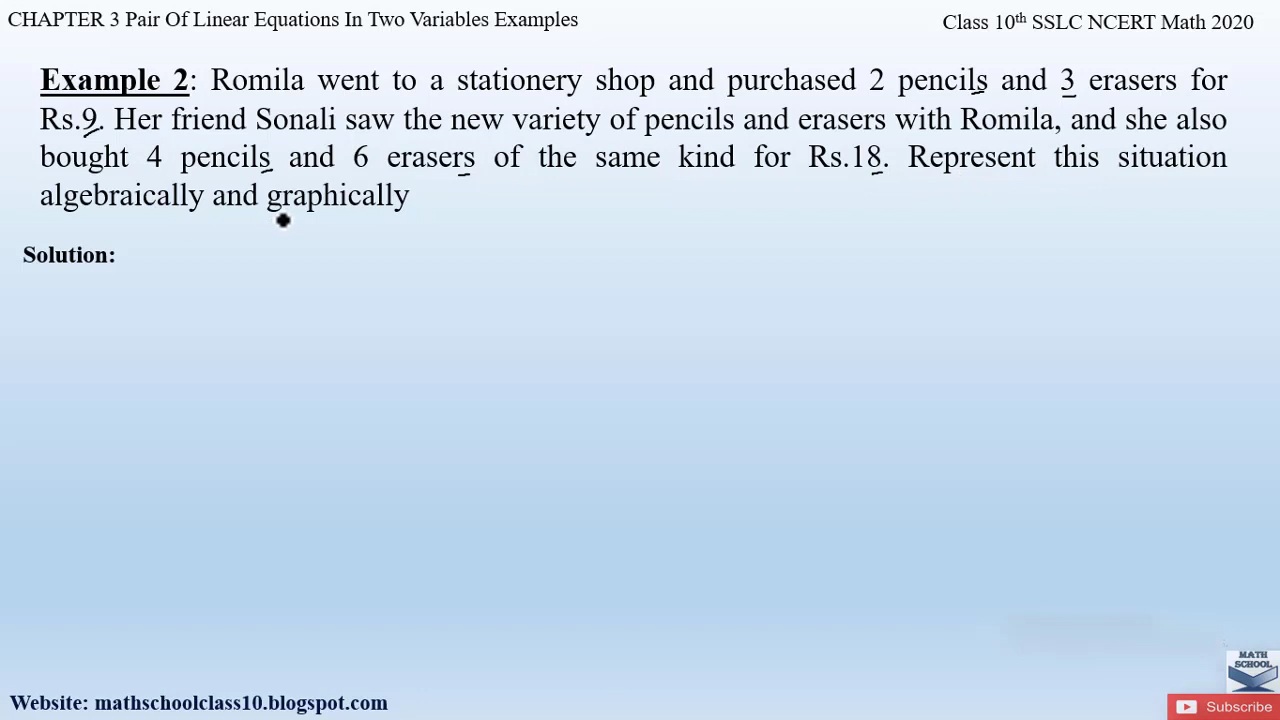 CHAPTER 3 Pair Of Linear Equations In Two Variables Examples
Class 10th SSLC NCERT Math 2020
Example 2: Romila went to a stationery shop and purchased 2 pencils and 3 erasers for
Rs.9. Her friend Sonali saw the new variety of pencils and erasers with Romila, and she also
bought 4 pencils and 6 erasers of the same kind for Rs.18. Represent this situation
algebraically and graphically
Solution:
MATH
SCHOOL
Website: mathschoolclass10.blogspot.com
Subscribe